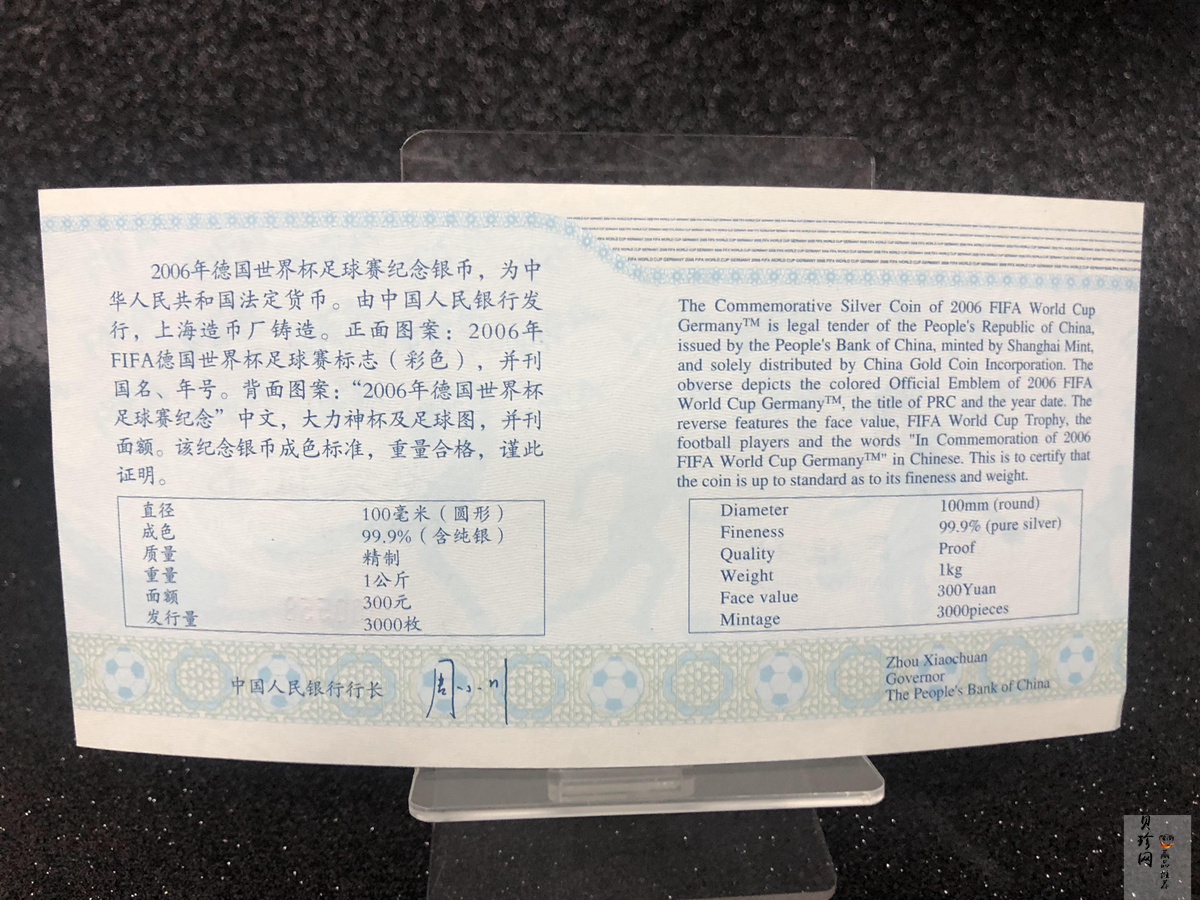 2006年德国世界杯足球赛纪念银币，为中
华人民共和国法定货币。由中国人民银行发
行，上海造币厂铸造。正面图案：2006年
FIFA德国世界杯足球赛标志（彩色），并刊
国名、年号。背面图案：“2006年德国世界杯
足球赛纪念”中文，大力神杯及足球图，并刊
面额。该纪念银币成色标准，重量合格，谨此
证明。
直径 100毫米（圆形）
成色 99.9%（含纯银）
质量 精制
重量 1公斤
面额 300元
发行量 3000枚
中国人民银行行长 周小川
The Commemorative Silver Coin of 2006 FIFA World Cup
Germany™ is legal tender of the People's Republic of China,
issued by the People's Bank of China, minted by Shanghai Mint,
and solely distributed by China Gold Coin Incorporation. The
obverse depicts the colored Official Emblem of 2006 FIFA
World Cup Germany™, the title of PRC and the year date. The
reverse features the face value, FIFA World Cup Trophy, the
football players and the words "In Commemoration of 2006
FIFA World Cup Germany™" in Chinese. This is to certify that
the coin is up to standard as to its fineness and weight.
Diameter 100mm (round)
Fineness 99.9% (pure silver)
Quality Proof
Weight 1kg
Face value 300Yuan
Mintage 3000pieces
Zhou Xiaochuan
Governor
The People's Bank of China